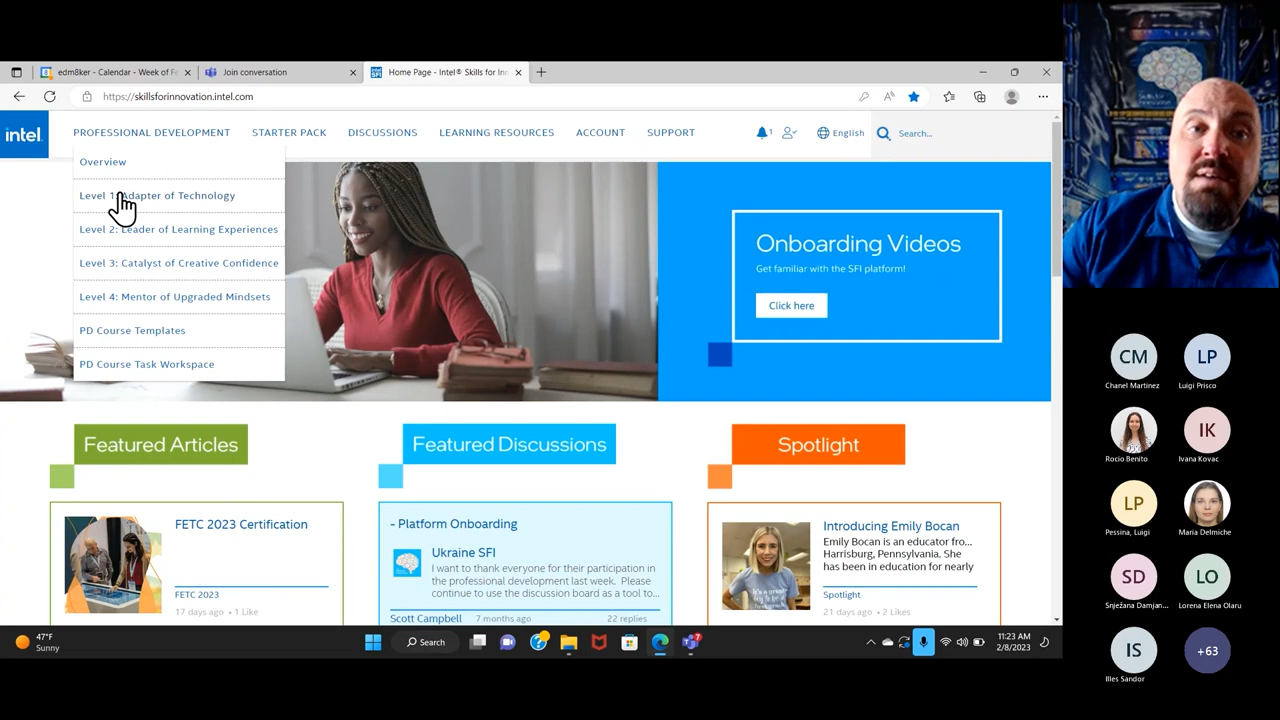 edm8ker - Calendar - Week of Fe
Join conversation
Home Page - Intel® Skills for Inn
https://skillsforinnovation.intel.com
intel.
PROFESSIONAL DEVELOPMENT
STARTER PACK
DISCUSSIONS
LEARNING RESOURCES
ACCOUNT
SUPPORT
1
English
Search...
Overview
Level 1: Adapter of Technology
Level 2: Leader of Learning Experiences
Level 3: Catalyst of Creative Confidence
Level 4: Mentor of Upgraded Mindsets
PD Course Templates
PD Course Task Workspace
Onboarding Videos
Get familiar with the SFI platform!
Click here
Featured Articles
FETC 2023 Certification
FETC 2023
17 days ago • 1 Like
Featured Discussions
- Platform Onboarding
Ukraine SFI
I want to thank everyone for their participation in
the professional development last week. Please
continue to use the discussion board as a tool to...
Scott Campbell
7 months ago
22 replies
Spotlight
Introducing Emily Bocan
Emily Bocan is an educator fro...
Harrisburg, Pennsylvania. She
has been in education for nearly
Spotlight
21 days ago • 2 Likes
47°F
Sunny
Search
7
11:23 AM
2/8/2023
Skills for
Innovation
CM
Chanel Martinez
LP
Luigi Prisco
Rocio Benito
IK
Ivana Kovac
LP
Pessina, Luigi
Maria Delmiche
SD
Snježana Damjan...
LO
Lorena Elena Olaru
IS
Illes Sandor
+63